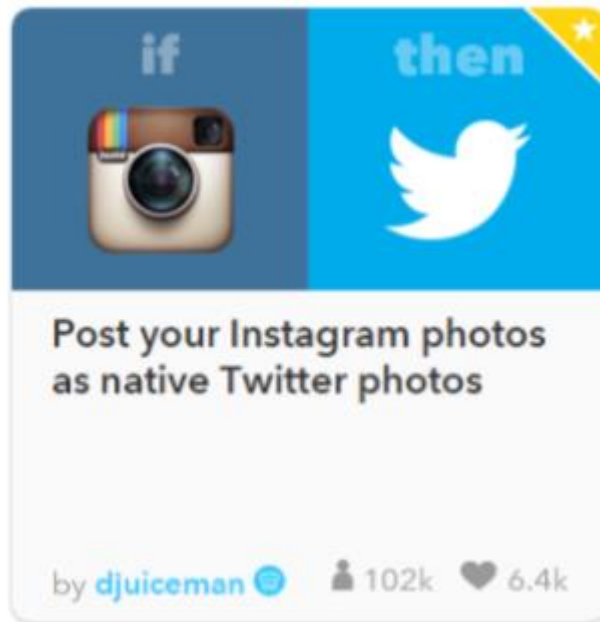 if then
Post your Instagram photos
as native Twitter photos
by djuiceman 102k 6.4k